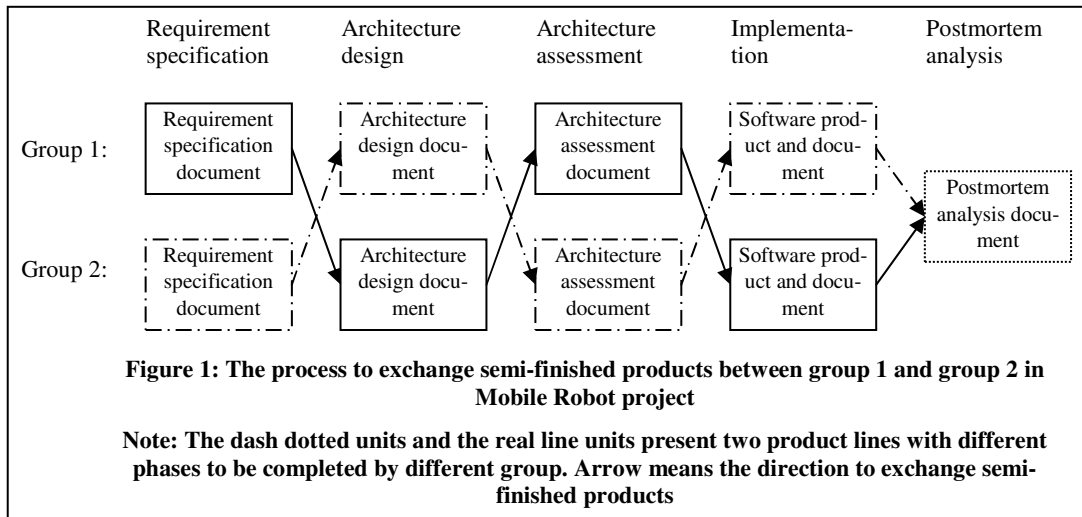 Requirement
specification
Architecture
design
Architecture
assessment
Implementa-
tion
Postmortem
analysis
Group 1:
Requirement
specification
document
Architecture
design docu-
ment
Architecture
assessment
document
Software prod-
uct and docu-
ment
Postmortem
analysis docu-
ment
Group 2:
Requirement
specification
document
Architecture
design docu-
ment
Architecture
assessment
document
Software prod-
uct and docu-
ment
Figure 1: The process to exchange semi-finished products between group 1 and group 2 in
Mobile Robot project
Note: The dash dotted units and the real line units present two product lines with different
phases to be completed by different group. Arrow means the direction to exchange semi-
finished products